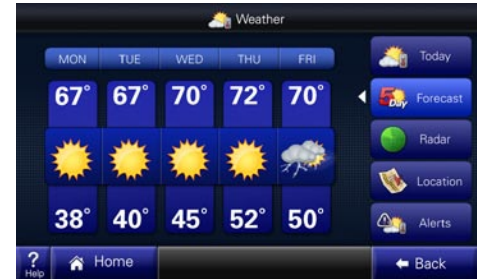 Weather
MON TUE WED THU FRI
67° 67° 70° 72° 70°
38° 40° 45° 52° 50°
Today
5 Day Forecast
Radar
Location
Alerts
? Help
Home
Back